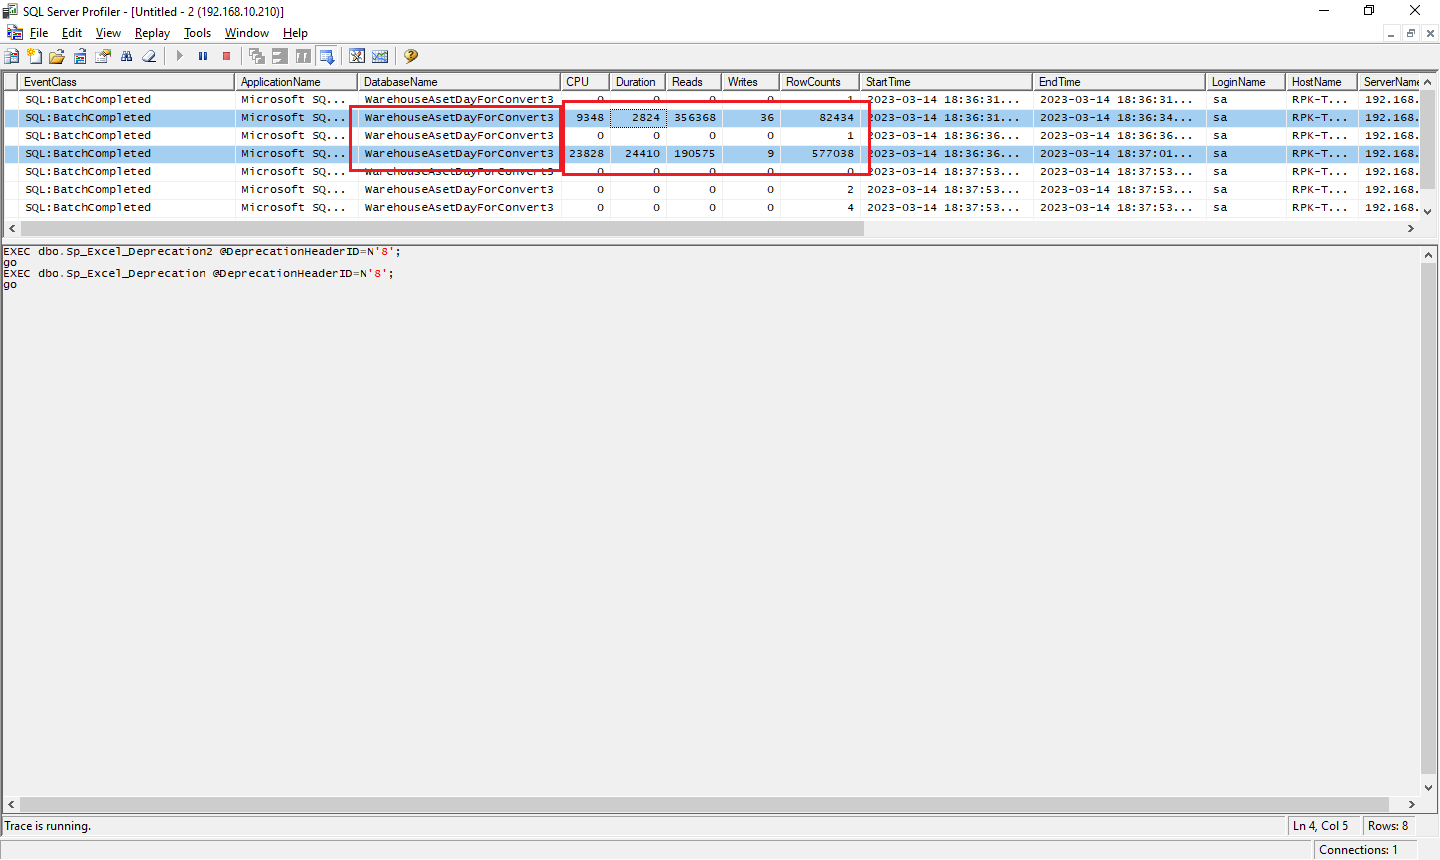 SQL Server Profiler - [Untitled - 2 (192.168.10.210)]
File Edit View Replay Tools Window Help
EventClass ApplicationName DatabaseName CPU Duration Reads Writes RowCounts StartTime EndTime LoginName HostName ServerName
SQL:BatchCompleted Microsoft SQ... WarehouseAsetDayForConvert3 0 0 0 0 1 2023-03-14 18:36:31... 2023-03-14 18:36:31... sa RPK-T... 192.168.
SQL:BatchCompleted Microsoft SQ... WarehouseAsetDayForConvert3 9348 2824 356368 36 82434 2023-03-14 18:36:31... 2023-03-14 18:36:34... sa RPK-T... 192.168.
SQL:BatchCompleted Microsoft SQ... WarehouseAsetDayForConvert3 0 0 0 0 1 2023-03-14 18:36:36... 2023-03-14 18:36:36... sa RPK-T... 192.168.
SQL:BatchCompleted Microsoft SQ... WarehouseAsetDayForConvert3 23828 24410 190575 9 577038 2023-03-14 18:36:36... 2023-03-14 18:37:01... sa RPK-T... 192.168.
SQL:BatchCompleted Microsoft SQ... WarehouseAsetDayForConvert3 0 0 0 0 0 2023-03-14 18:37:53... 2023-03-14 18:37:53... sa RPK-T... 192.168.
SQL:BatchCompleted Microsoft SQ... WarehouseAsetDayForConvert3 0 0 0 0 2 2023-03-14 18:37:53... 2023-03-14 18:37:53... sa RPK-T... 192.168.
SQL:BatchCompleted Microsoft SQ... WarehouseAsetDayForConvert3 0 0 0 0 4 2023-03-14 18:37:53... 2023-03-14 18:37:53... sa RPK-T... 192.168.
EXEC dbo.Sp_Excel_Deprecation2 @DeprecationHeaderID=N'8';
go
EXEC dbo.Sp_Excel_Deprecation @DeprecationHeaderID=N'8';
go
Trace is running. Ln 4, Col 5 Rows: 8
Connections: 1